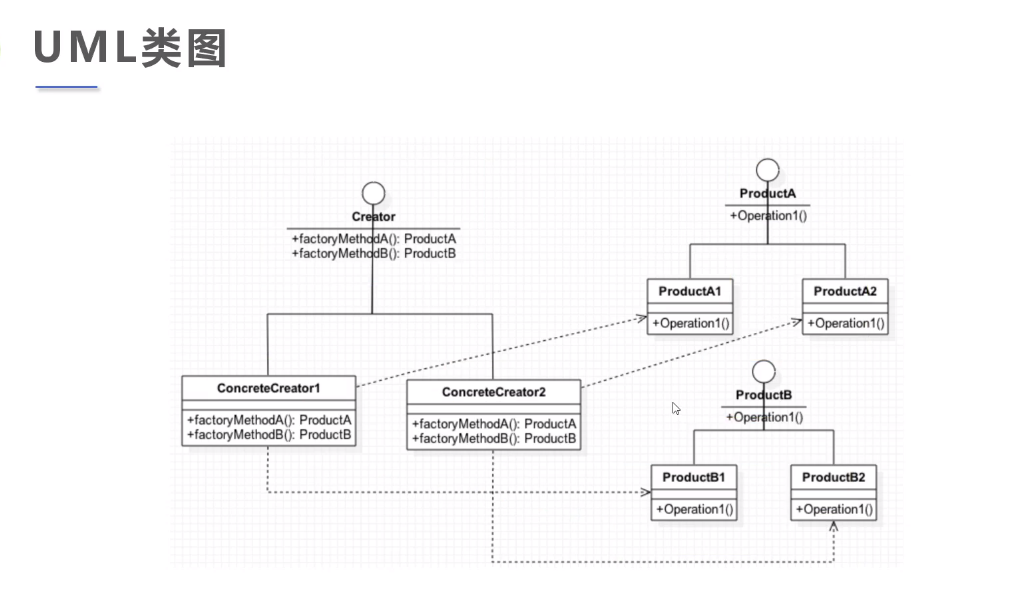 UML类图
Creator
+factoryMethodA(): ProductA
+factoryMethodB(): ProductB
ConcreteCreator1
+factoryMethodA(): ProductA
+factoryMethodB(): ProductB
ConcreteCreator2
+factoryMethodA(): ProductA
+factoryMethodB(): ProductB
ProductA
+Operation1()
ProductA1
+Operation1()
ProductA2
+Operation1()
ProductB
+Operation1()
ProductB1
+Operation1()
ProductB2
+Operation1()